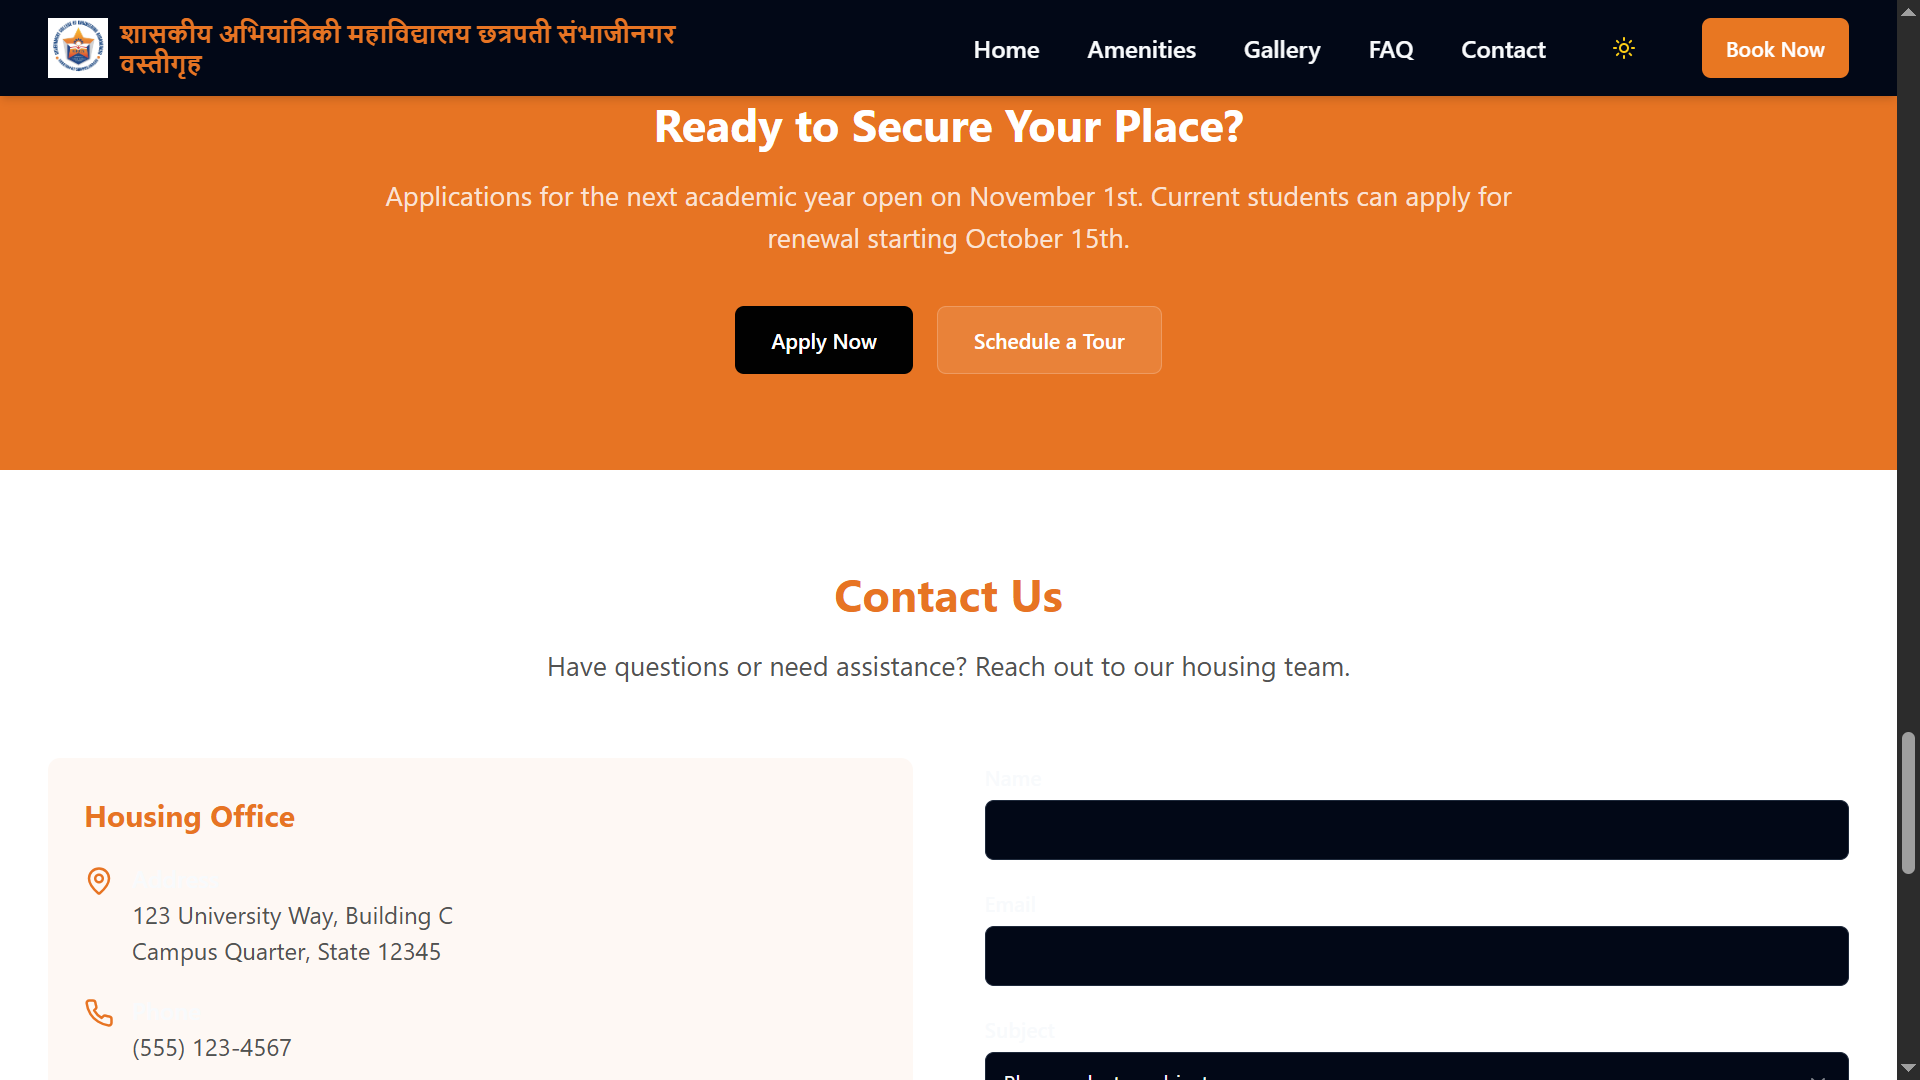 शासकीय अभियांत्रिकी महाविद्यालय छत्रपती संभाजीनगर
वस्तीगृह
Home
Amenities
Gallery
FAQ
Contact
Book Now
Ready to Secure Your Place?
Applications for the next academic year open on November 1st. Current students can apply for
renewal starting October 15th.
Apply Now
Schedule a Tour
Contact Us
Have questions or need assistance? Reach out to our housing team.
Housing Office
123 University Way, Building C
Campus Quarter, State 12345
(555) 123-4567
Name
Email
Subject